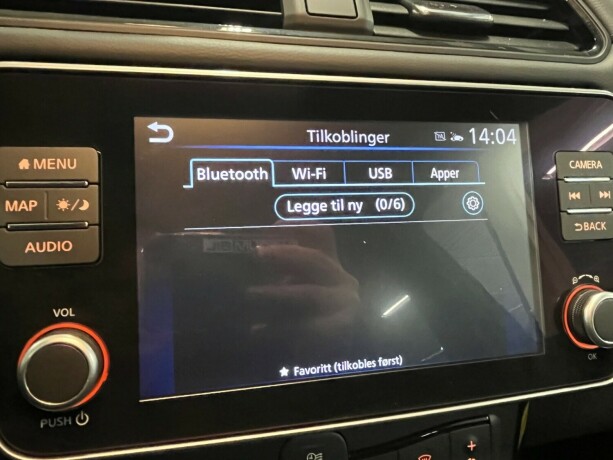 Tilkoblinger 14:04
MENU
MAP
AUDIO
VOL
PUSH
Bluetooth Wi-Fi USB Apper
Legge til ny (0/6)
★ Favoritt (tilkobles først)
CAMERA
BACK
OK